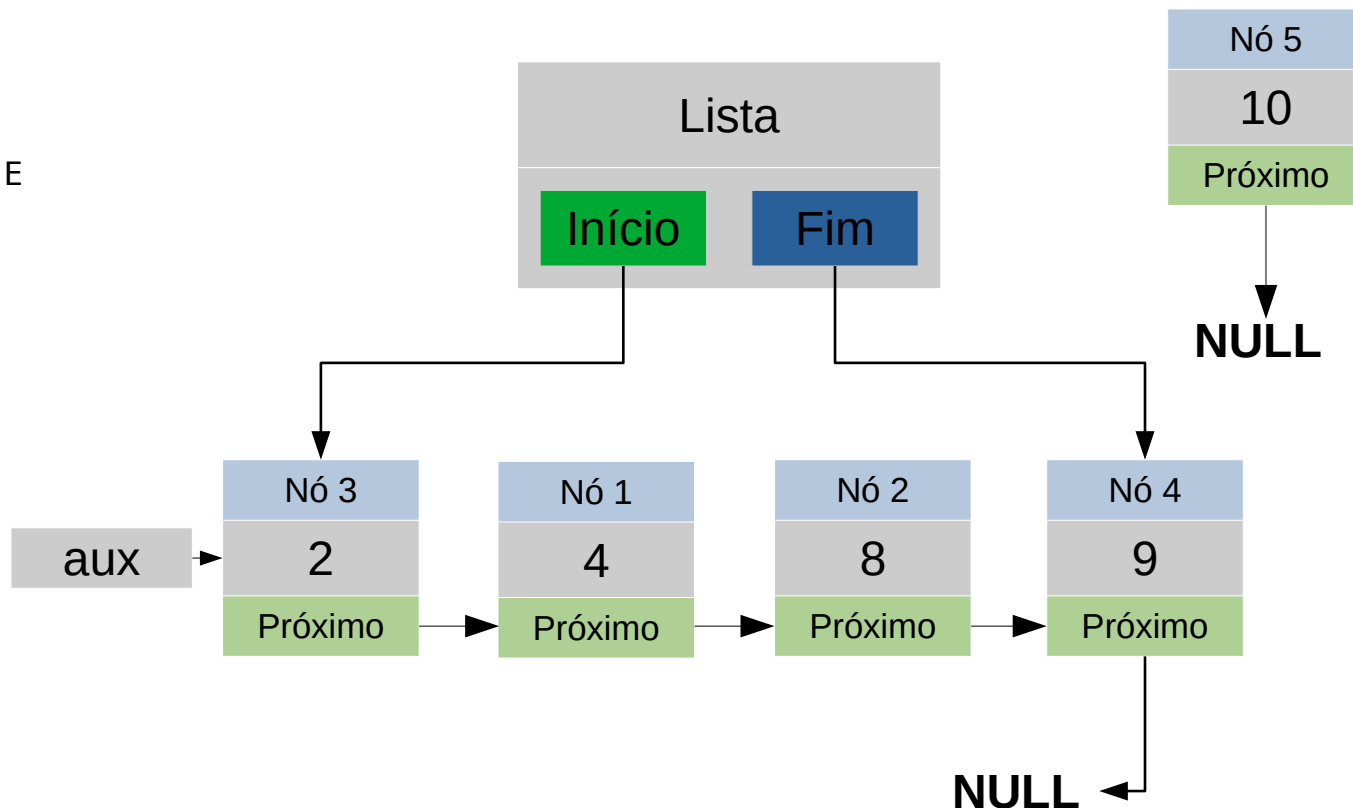 Nó 5
10
Próximo
NULL
E
Lista
Início Fim
Nó 3
2
Próximo
Nó 1
4
Próximo
Nó 2
8
Próximo
Nó 4
9
Próximo
aux
NULL